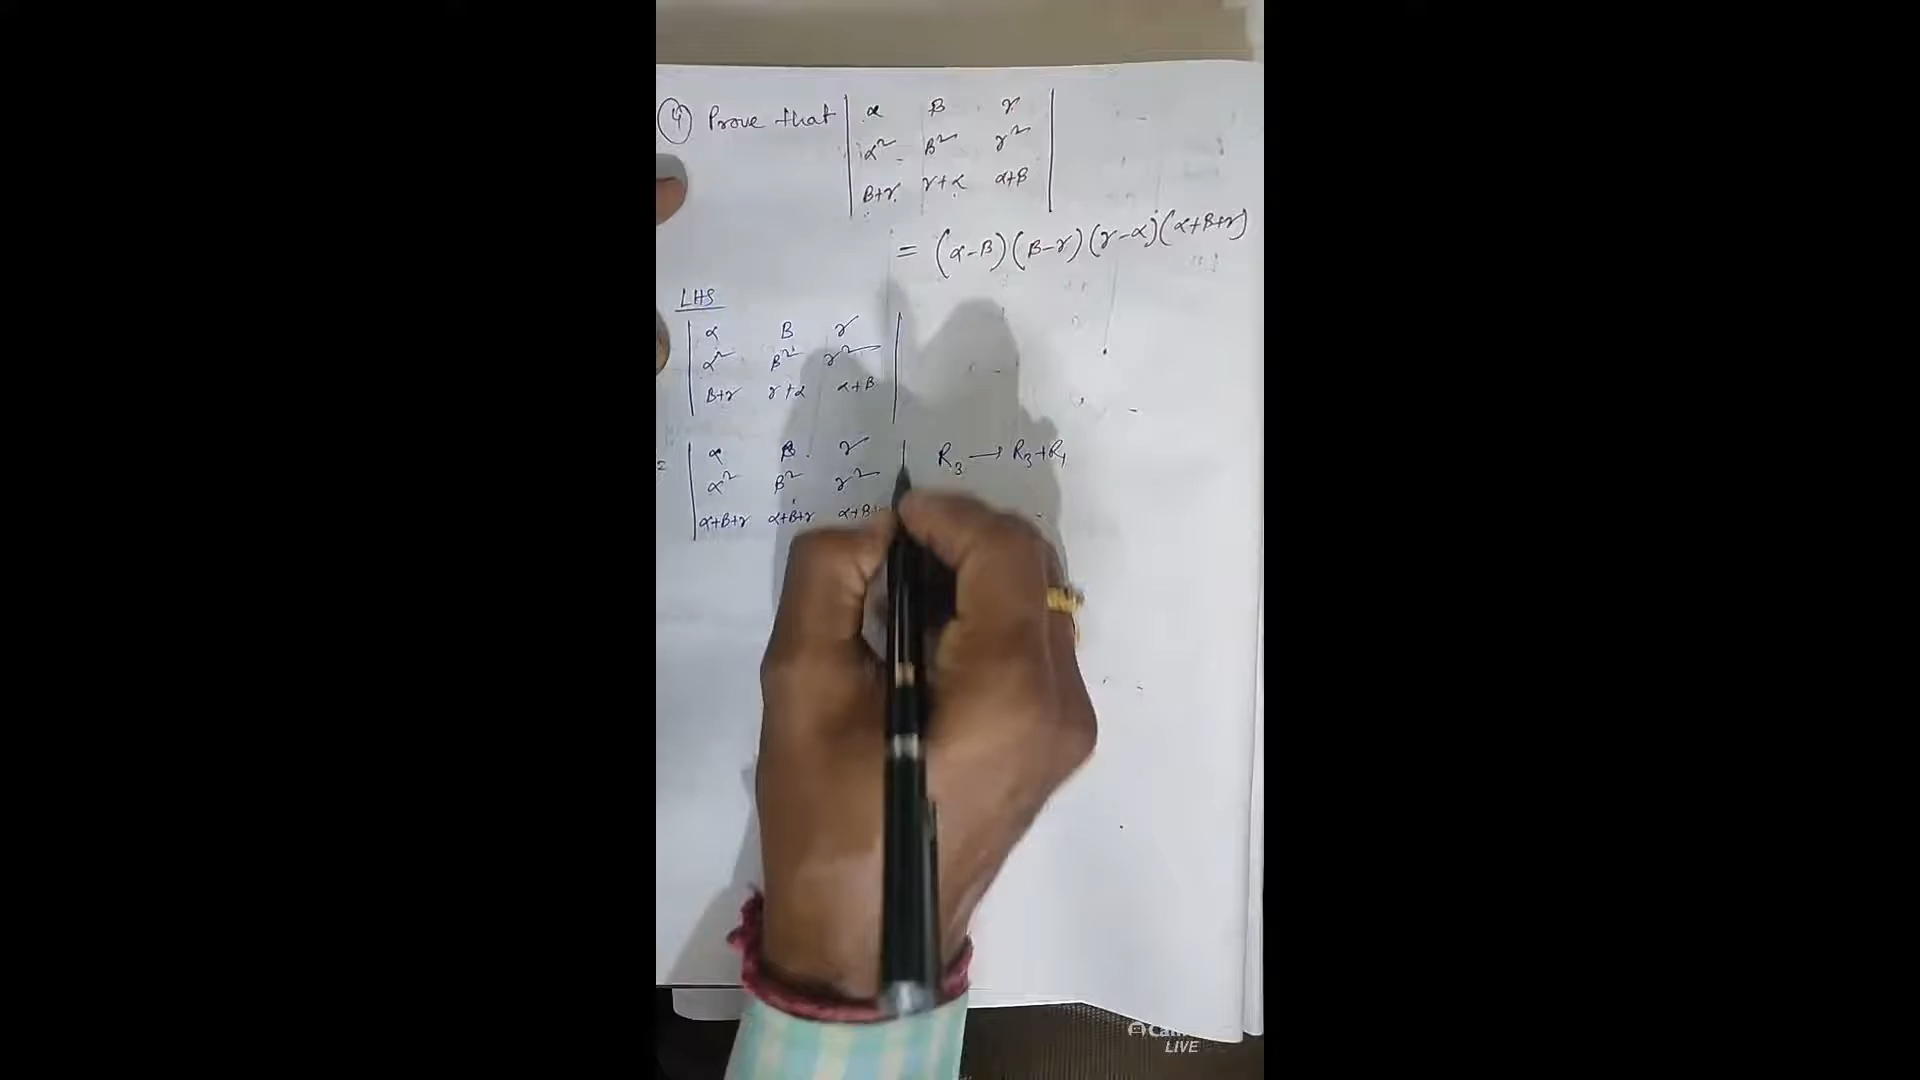 ④ Prove that | α β γ |
| α² β² γ² |
| β+γ γ+α α+β |
= (α-β)(β-γ)(γ-α)(α+β+γ)
LHS
| α β γ |
| α² β² γ² |
| β+γ γ+α α+β |
= | α β γ | R₃ → R₃+R₁
| α² β² γ² |
| α+β+γ α+β+γ α+β+
LIVE